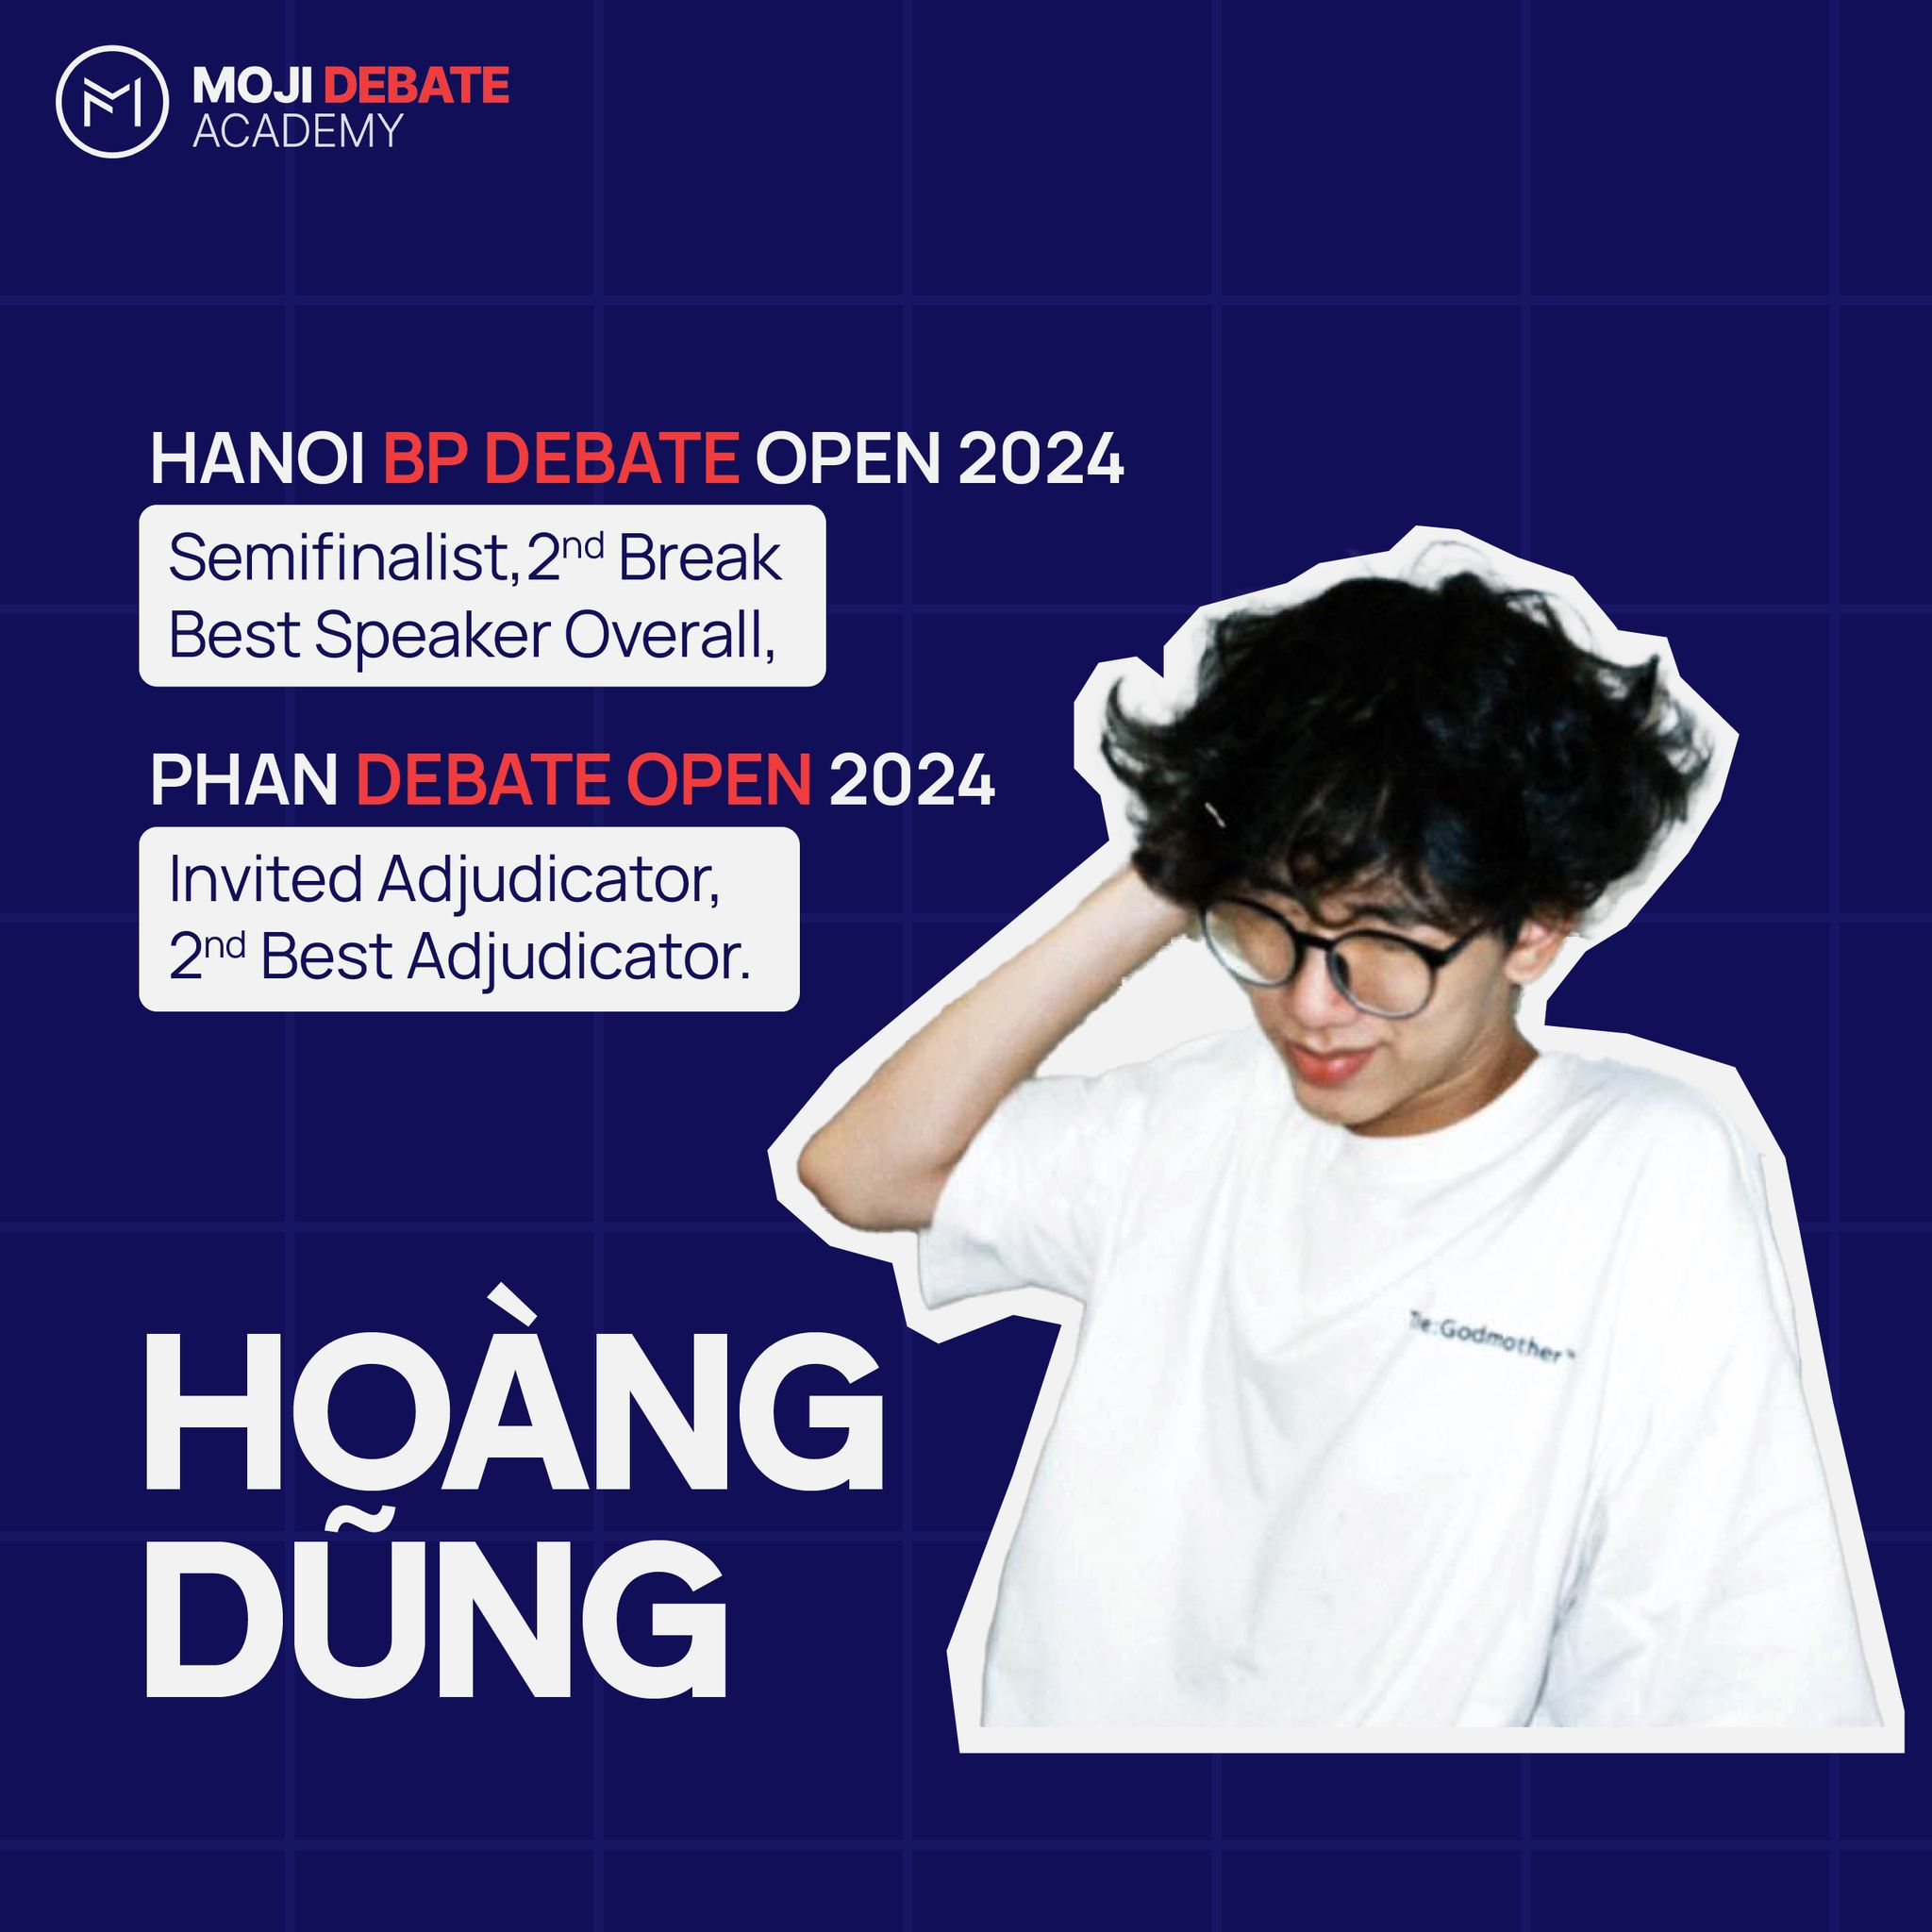 MOJI DEBATE
ACADEMY
HANOI BP DEBATE OPEN 2024
Semifinalist,2nd Break
Best Speaker Overall,
PHAN DEBATE OPEN 2024
Invited Adjudicator,
2nd Best Adjudicator.
HOÀNG
DŨNG
Godmother